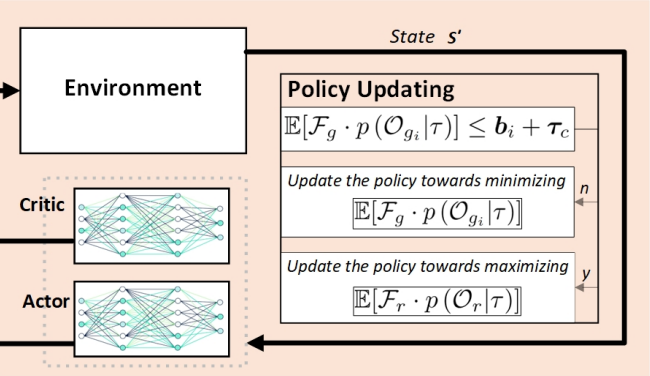 State s'
Environment
Policy Updating
𝔼[ℱ_g · p (𝒪_{g_i}|τ)] ≤ b_i + τ_c
Update the policy towards minimizing
n
𝔼[ℱ_g · p (𝒪_{g_i}|τ)]
Update the policy towards maximizing
y
𝔼[ℱ_r · p (𝒪_r|τ)]
Critic
Actor